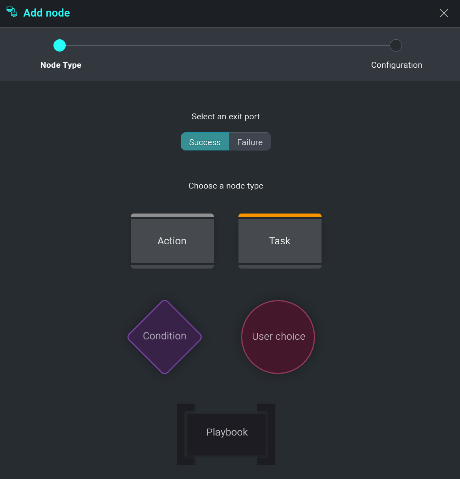 Add node
Node Type
Configuration
Select an exit port
Success
Failure
Choose a node type
Action
Task
Condition
User choice
Playbook